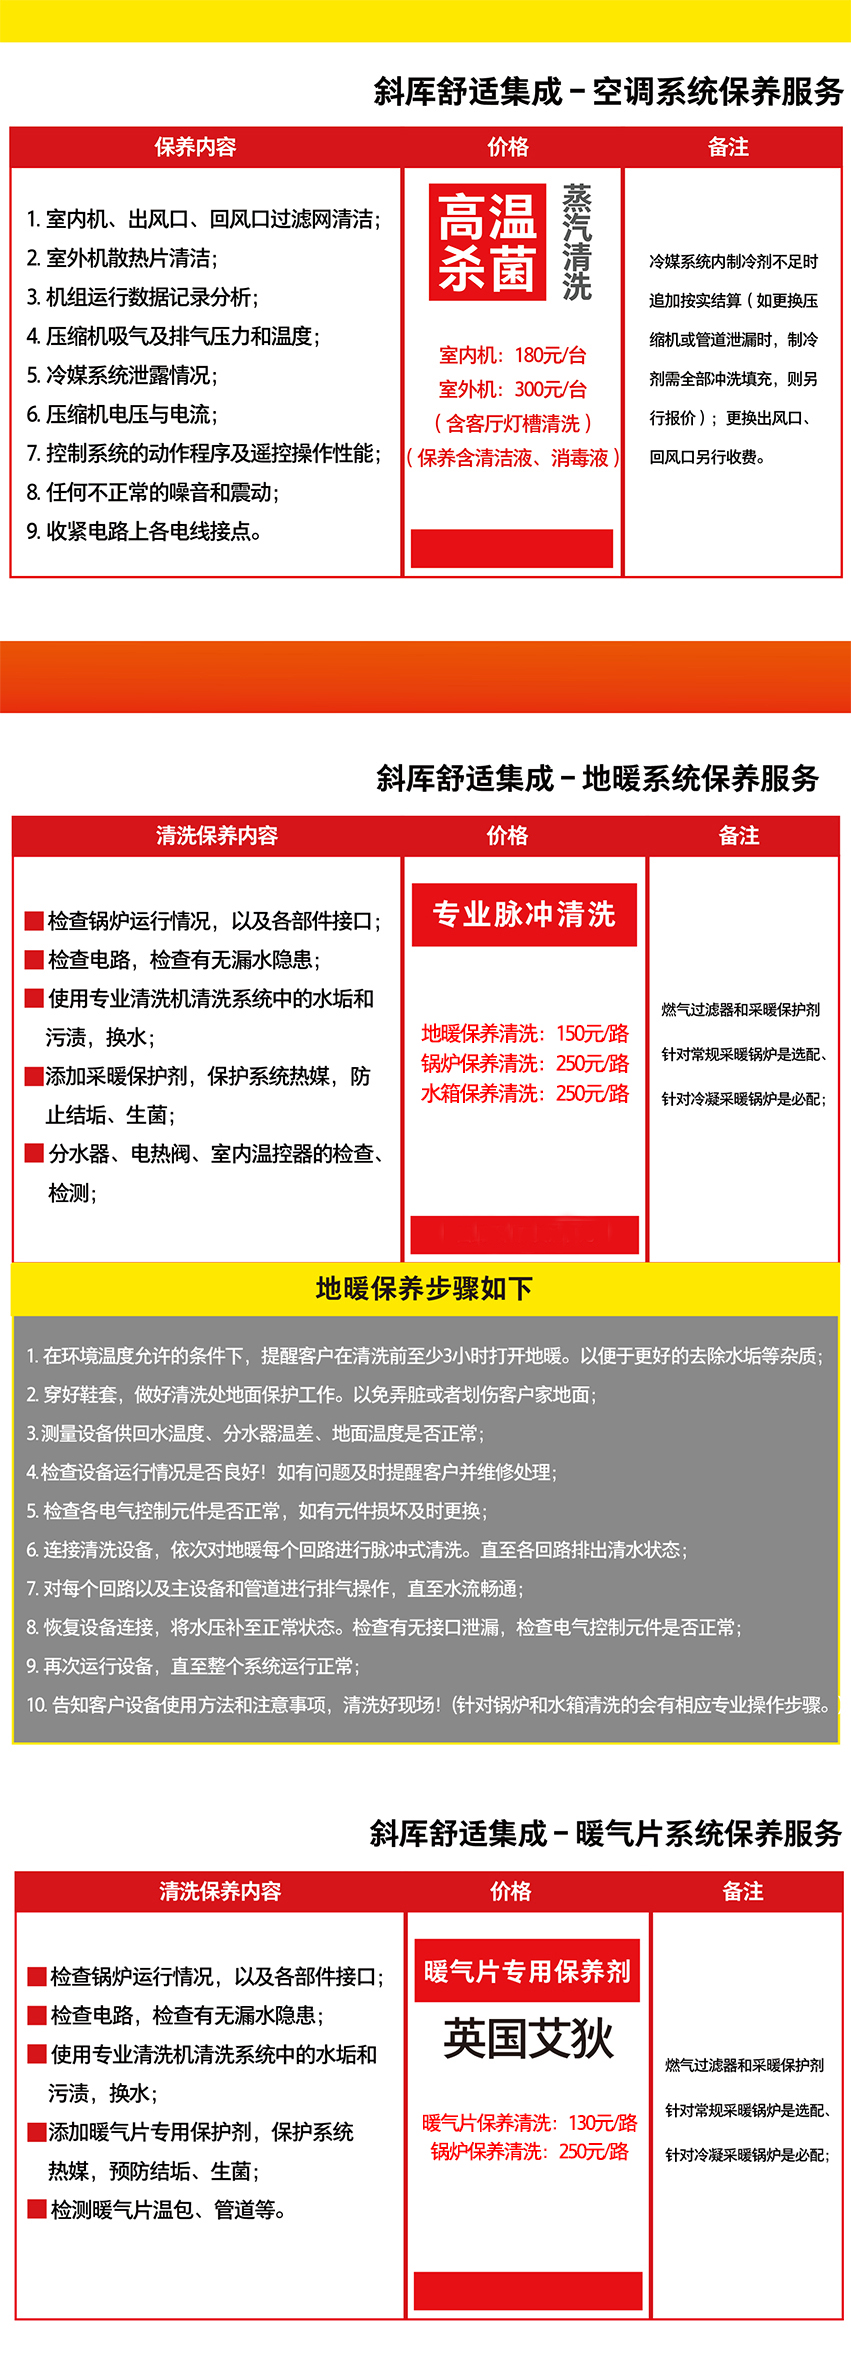 斜厍舒适集成－空调系统保养服务
保养内容
价格
备注
1. 室内机、出风口、回风口过滤网清洁；
2. 室外机散热片清洁；
3. 机组运行数据记录分析；
4. 压缩机吸气及排气压力和温度；
5. 冷媒系统泄露情况；
6. 压缩机电压与电流；
7. 控制系统的动作程序及遥控操作性能；
8. 任何不正常的噪音和震动；
9. 收紧电路上各电线接点。
高温
杀菌
蒸汽清洗
室内机：180元/台
室外机：300元/台
（含客厅灯槽清洗）
（保养含清洁液、消毒液）
冷媒系统内制冷剂不足时
追加按实结算（如更换压
缩机或管道泄漏时，制冷
剂需全部冲洗填充，则另
行报价）；更换出风口、
回风口另行收费。
斜厍舒适集成－地暖系统保养服务
清洗保养内容
价格
备注
检查锅炉运行情况，以及各部件接口；
检查电路，检查有无漏水隐患；
使用专业清洗机清洗系统中的水垢和
污渍，换水；
添加采暖保护剂，保护系统热媒，防
止结垢、生菌；
分水器、电热阀、室内温控器的检查、
检测；
专业脉冲清洗
地暖保养清洗：150元/路
锅炉保养清洗：250元/路
水箱保养清洗：250元/路
燃气过滤器和采暖保护剂
针对常规采暖锅炉是选配、
针对冷凝采暖锅炉是必配；
地暖保养步骤如下
1. 在环境温度允许的条件下，提醒客户在清洗前至少3小时打开地暖。以便于更好的去除水垢等杂质；
2. 穿好鞋套，做好清洗处地面保护工作。以免弄脏或者划伤客户家地面；
3.测量设备供回水温度、分水器温差、地面温度是否正常；
4.检查设备运行情况是否良好！如有问题及时提醒客户并维修处理；
5. 检查各电气控制元件是否正常，如有元件损坏及时更换；
6. 连接清洗设备，依次对地暖每个回路进行脉冲式清洗。直至各回路排出清水状态；
7. 对每个回路以及主设备和管道进行排气操作，直至水流畅通；
8. 恢复设备连接，将水压补至正常状态。检查有无接口泄漏，检查电气控制元件是否正常；
9. 再次运行设备，直至整个系统运行正常；
10. 告知客户设备使用方法和注意事项，清洗好现场！(针对锅炉和水箱清洗的会有相应专业操作步骤。)
斜厍舒适集成－暖气片系统保养服务
清洗保养内容
价格
备注
检查锅炉运行情况，以及各部件接口；
检查电路，检查有无漏水隐患；
使用专业清洗机清洗系统中的水垢和
污渍，换水；
添加暖气片专用保护剂，保护系统
热媒，预防结垢、生菌；
检测暖气片温包、管道等。
暖气片专用保养剂
英国艾狄
暖气片保养清洗：130元/路
锅炉保养清洗：250元/路
燃气过滤器和采暖保护剂
针对常规采暖锅炉是选配、
针对冷凝采暖锅炉是必配；